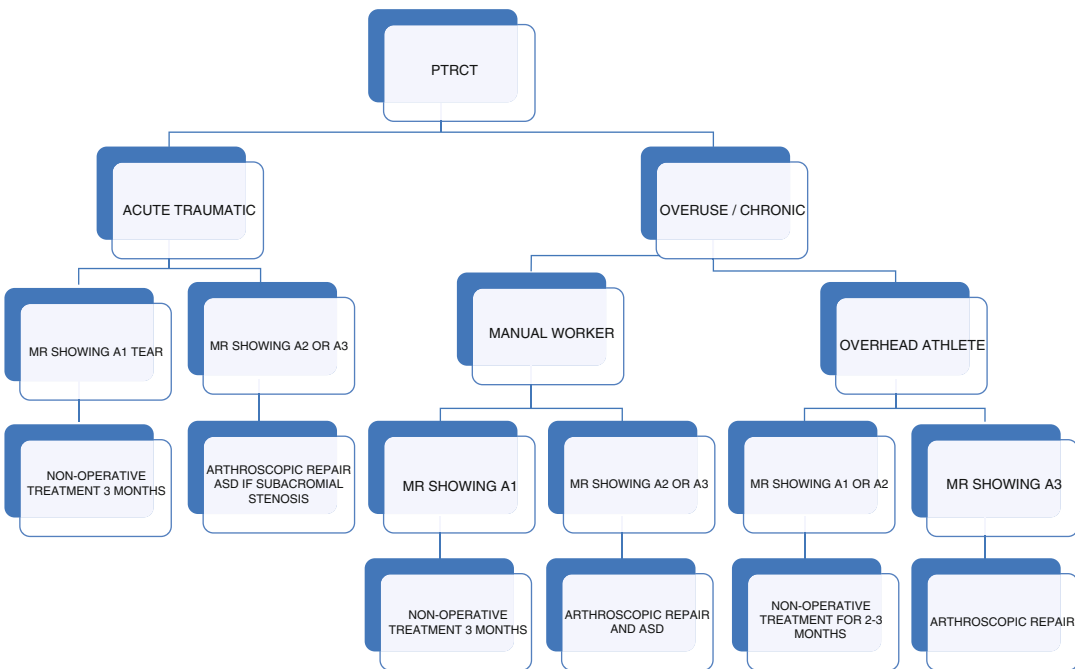 PTRCT
ACUTE TRAUMATIC
OVERUSE / CHRONIC
MR SHOWING A1 TEAR
MR SHOWING A2 OR A3
MANUAL WORKER
OVERHEAD ATHLETE
NON-OPERATIVE
TREATMENT 3 MONTHS
ARTHROSCOPIC REPAIR
ASD IF SUBACROMIAL
STENOSIS
MR SHOWING A1
MR SHOWING A2 OR A3
MR SHOWING A1 OR A2
MR SHOWING A3
NON-OPERATIVE
TREATMENT 3 MONTHS
ARTHROSCOPIC REPAIR
AND ASD
NON-OPERATIVE
TREATMENT FOR 2-3
MONTHS
ARTHROSCOPIC REPAIR